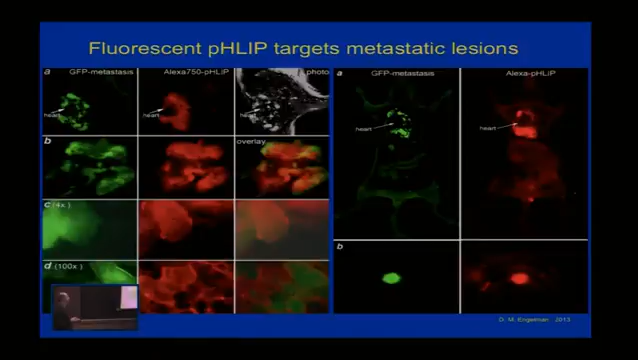 Fluorescent pHLIP targets metastatic lesions
a GFP-metastasis Alexa750-pHLIP photo
heart heart heart
b overlay
c (4x)
d (100x)
a GFP-metastasis Alexa-pHLIP
heart heart
b
D. M. Engelman 2013